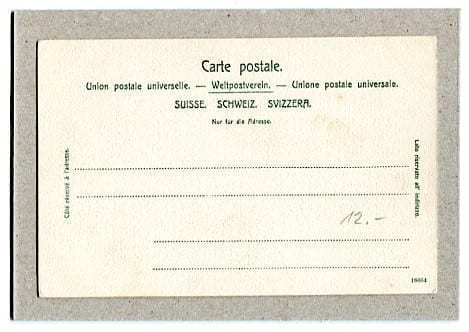 Carte postale.
Union postale universelle. — Weltpostverein. — Unione postale universale.
SUISSE. SCHWEIZ. SVIZZERA.
Nur für die Adresse.
Côté réservé à l'adresse.
Lato riservato all' indirizzo.
12.-
18664